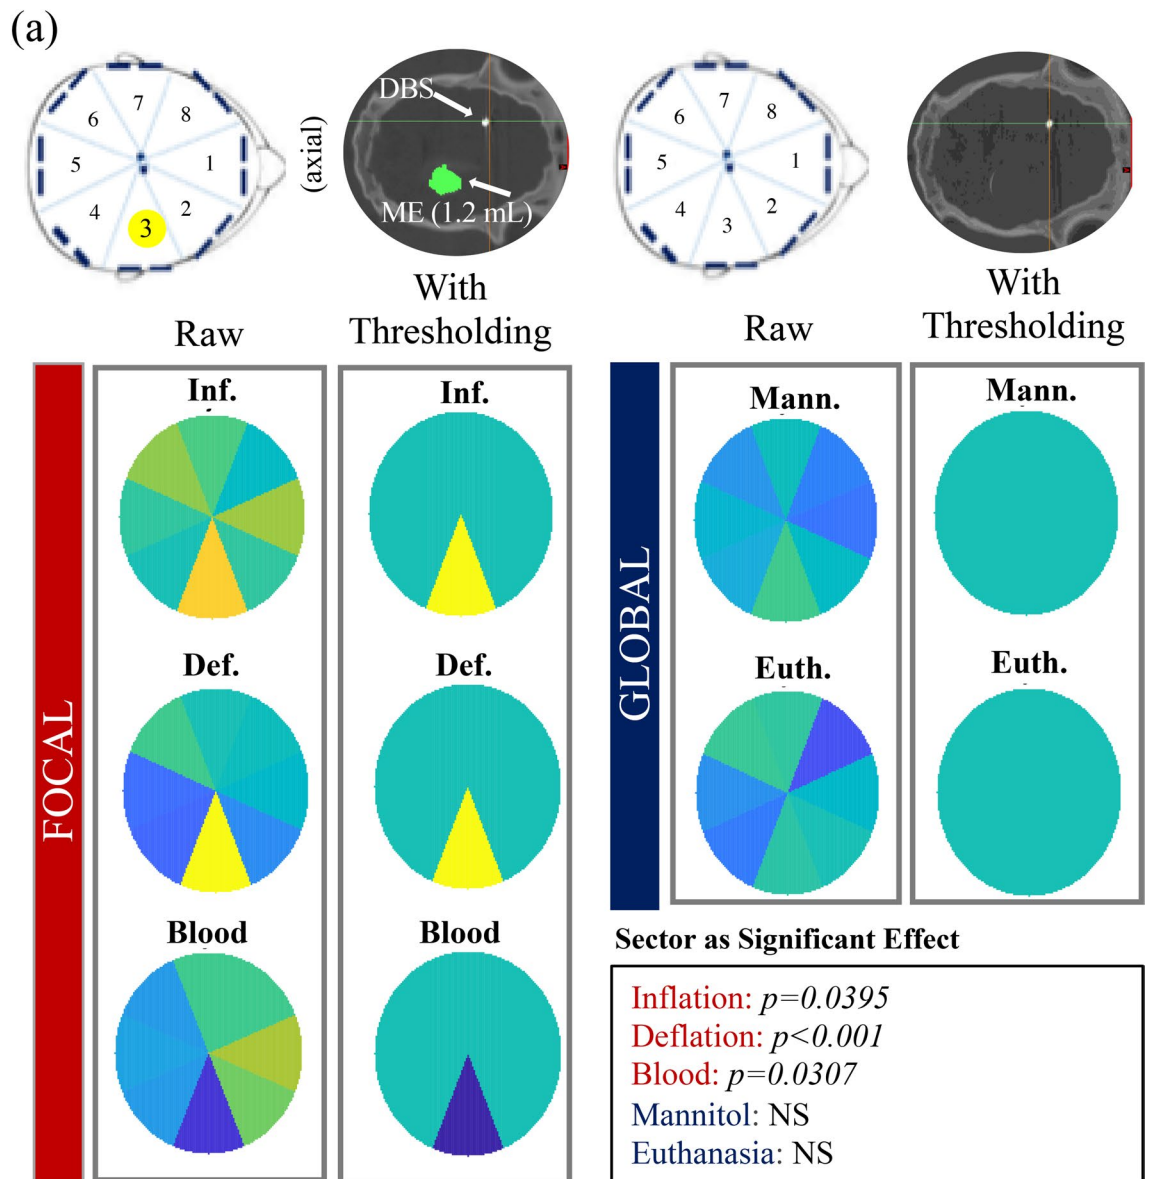 (a)
7
6
8
5
1
4
2
3
(axial)
DBS
ME (1.2 mL)
7
6
8
5
1
4
2
3
Raw
With
Thresholding
Raw
With
Thresholding
FOCAL
Inf.
Inf.
Def.
Def.
Blood
Blood
GLOBAL
Mann.
Mann.
Euth.
Euth.
Sector as Significant Effect
Inflation: p=0.0395
Deflation: p<0.001
Blood: p=0.0307
Mannitol: NS
Euthanasia: NS